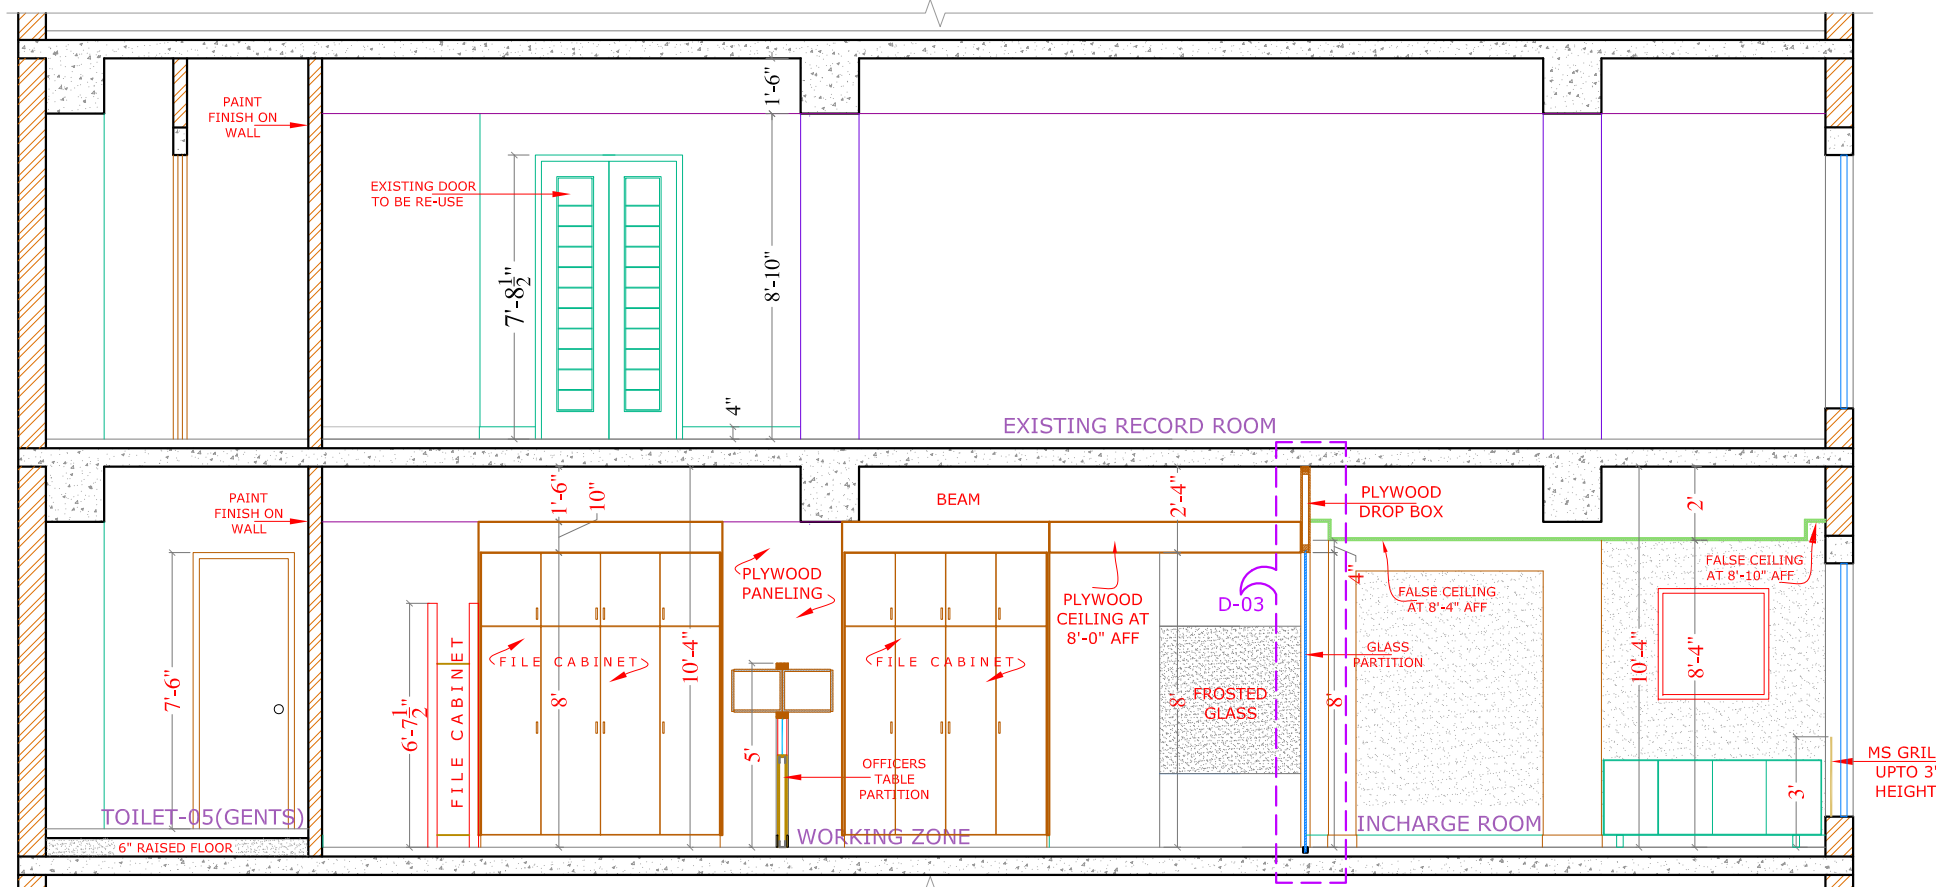 PAINT
FINISH ON
WALL
1'-6"
EXISTING DOOR
TO BE RE-USE
7'-8 1/2"
8'-10"
4"
EXISTING RECORD ROOM
PAINT
FINISH ON
WALL
1'-6"
10"
BEAM
2'-4"
PLYWOOD
DROP BOX
2'
PLYWOOD
PANELING
PLYWOOD
CEILING AT
8'-0" AFF
D-03
4"
FALSE CEILING
AT 8'-4" AFF
FALSE CEILING
AT 8'-10" AFF
7'-6"
6'-7 1/2"
FILE CABINET
FILE CABINET
8'
10'-4"
5'
FILE CABINET
8'
FROSTED
GLASS
8'
GLASS
PARTITION
10'-4"
8'-4"
3'
OFFICERS
TABLE
PARTITION
MS GRIL
UPTO 3'
HEIGHT
TOILET-05(GENTS)
WORKING ZONE
INCHARGE ROOM
6" RAISED FLOOR